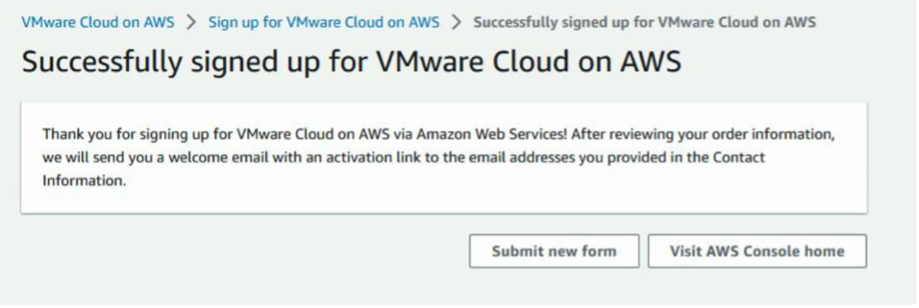 VMware Cloud on AWS > Sign up for VMware Cloud on AWS > Successfully signed up for VMware Cloud on AWS
Successfully signed up for VMware Cloud on AWS
Thank you for signing up for VMware Cloud on AWS via Amazon Web Services! After reviewing your order information,
we will send you a welcome email with an activation link to the email addresses you provided in the Contact
Information.
Submit new form Visit AWS Console home